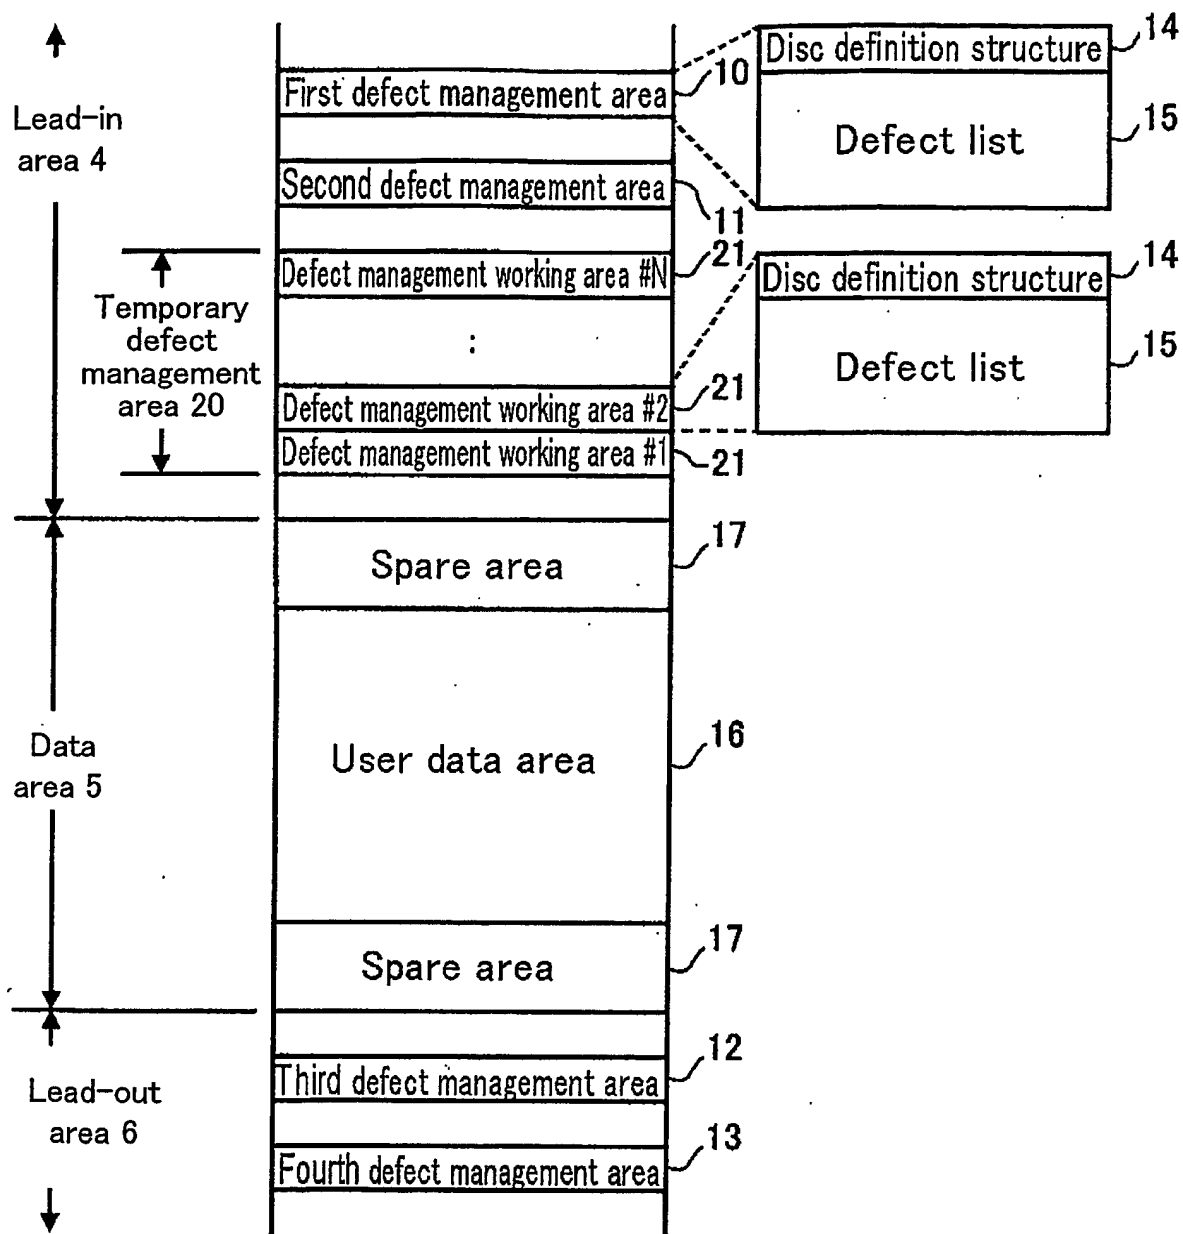 Disc definition structure 14
First defect management area 10
Lead-in
area 4
Defect list 15
Second defect management area
11
Defect management working area #N 21
Disc definition structure 14
Temporary
defect
management
area 20
:
Defect list 15
Defect management working area #2 21
Defect management working area #1 21
Spare area 17
User data area 16
Data
area 5
Spare area 17
Third defect management area 12
Lead-out
area 6
Fourth defect management area 13